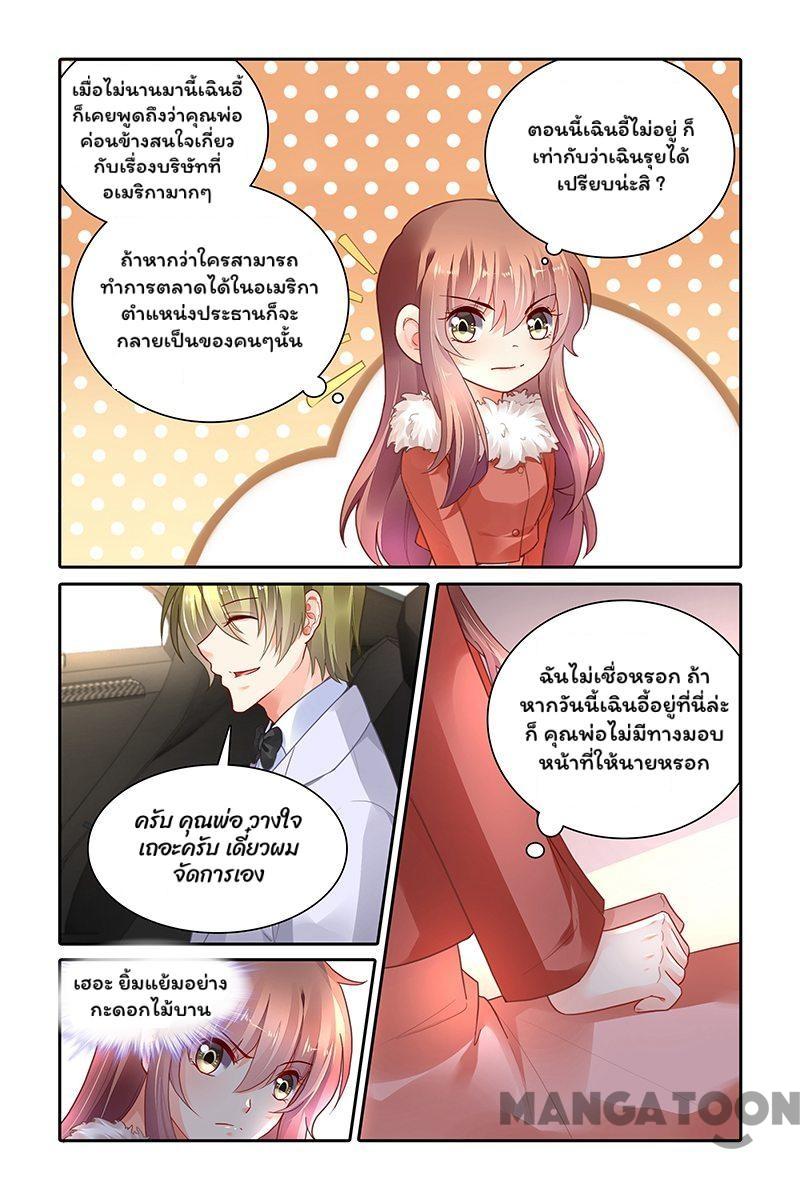 เมื่อไม่นานมานี้เฉินอี้
ก็เคยพูดถึงว่าคุณพ่อ
ค่อนข้างสนใจเกี่ยว
กับเรื่องบริษัทที่
อเมริกามากๆ
ถ้าหากว่าใครสามารถ
ทำการตลาดได้ในอเมริกา
ตำแหน่งประธานก็จะ
กลายเป็นของคนๆนั้น
ตอนนี้เฉินอี้ไม่อยู่ ก็
เท่ากับว่าเฉินรุยได้
เปรียบน่ะสิ ?
ครับ คุณพ่อ วางใจ
เถอะครับ เดี๋ยวผม
จัดการเอง
ฉันไม่เชื่อหรอก ถ้า
หากวันนี้เฉินอี้อยู่ที่นี่ล่ะ
ก็ คุณพ่อไม่มีทางมอบ
หน้าที่ให้นายหรอก
เฮอะ ยิ้มแย้มอย่าง
กะดอกไม้บาน
MANGATOON